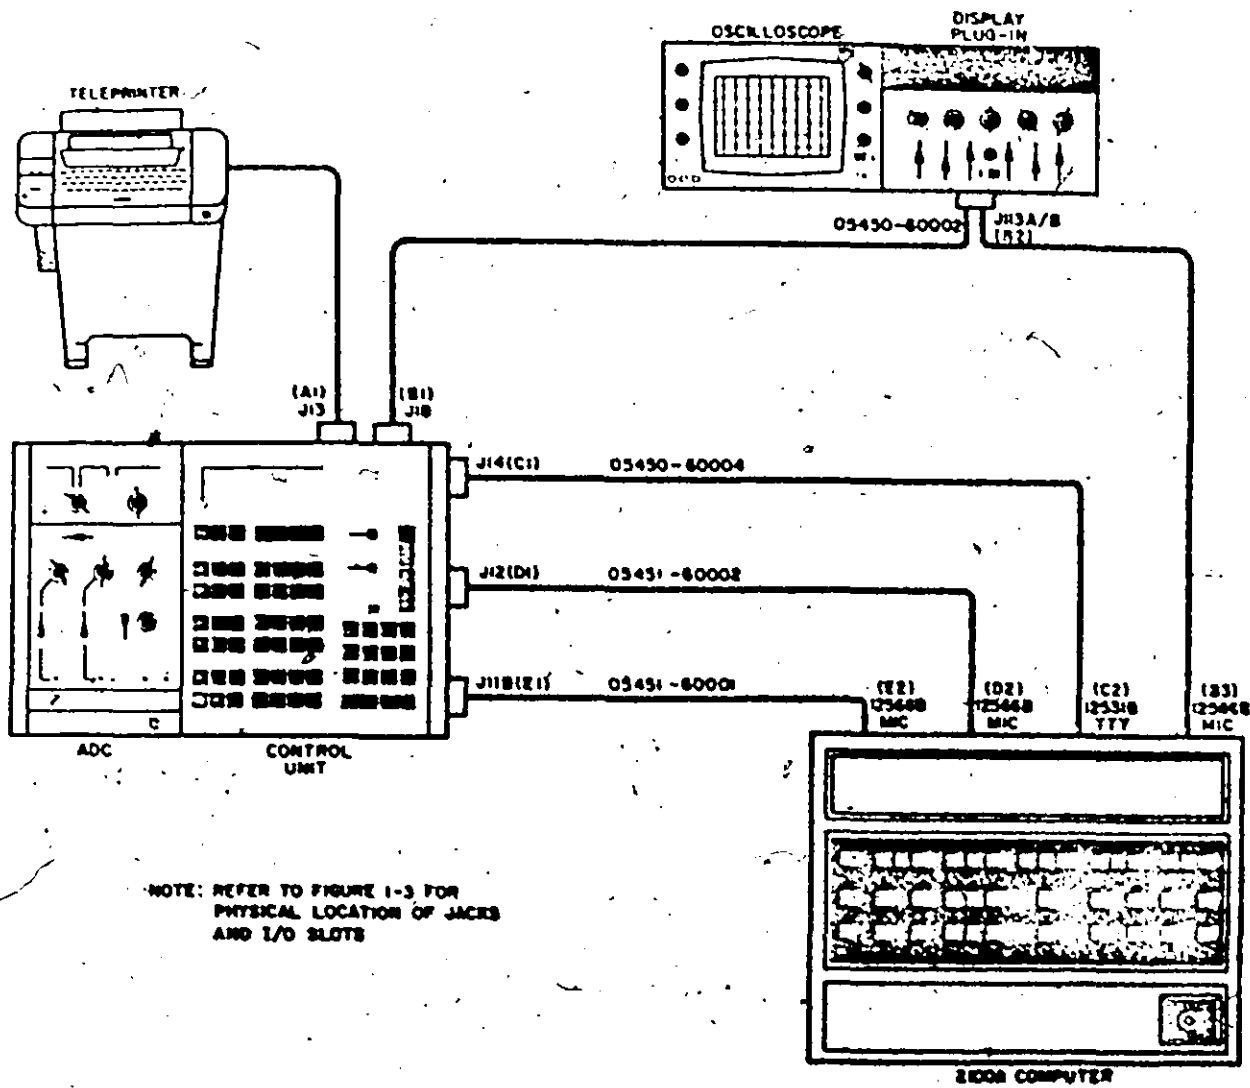 OSCILLOSCOPE
DISPLAY
PLUG-IN
TELEPRINTER
05450-60002
J113A/B
(B2)
(A1)
J13
(B1)
J18
J14(C1)
05450-60004
J12(D1)
05451-60002
J11B(E1)
05451-60001
(E2)
12566B
MIC
(D2)
12566B
MIC
(C2)
12531B
TTY
(B3)
12566B
MIC
ADC
CONTROL
UNIT
NOTE: REFER TO FIGURE 1-3 FOR
PHYSICAL LOCATION OF JACKS
AND I/O SLOTS
2100A COMPUTER